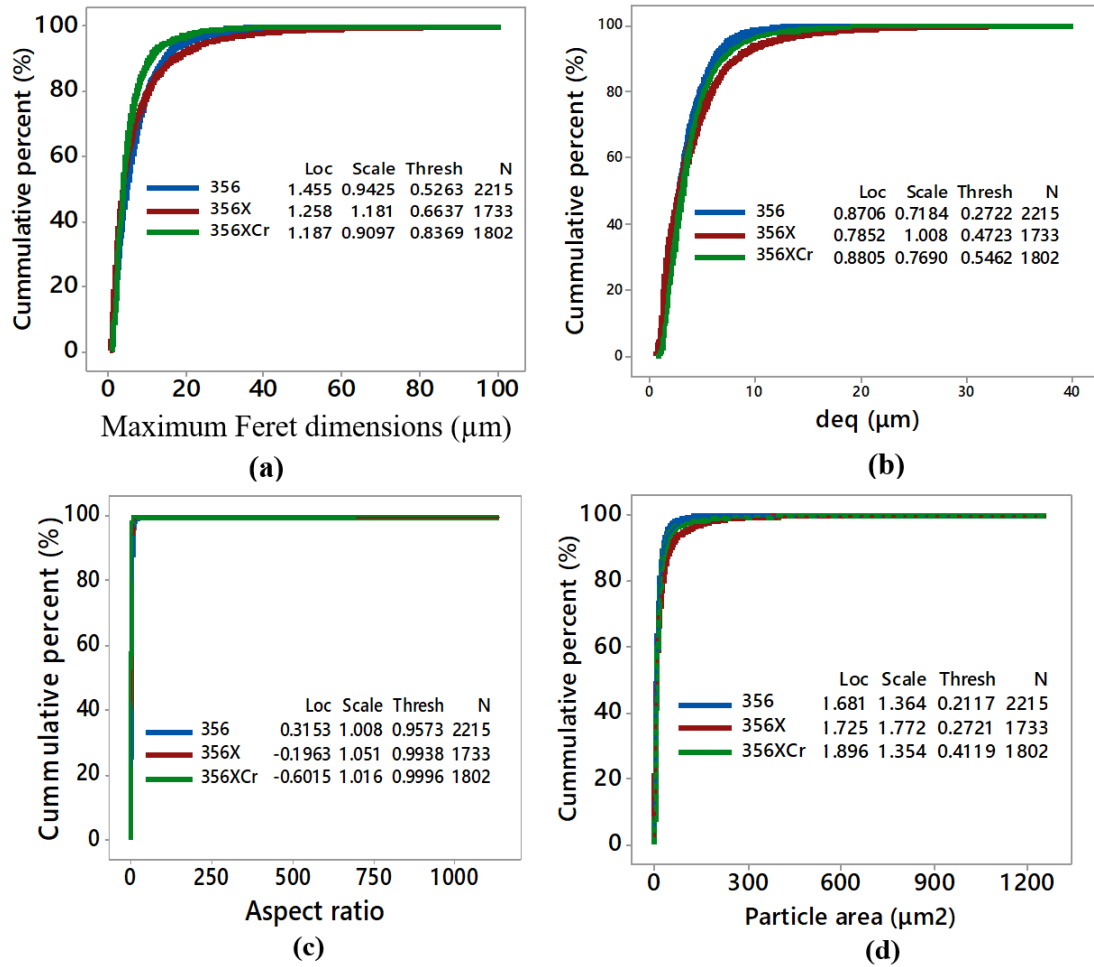 Cummulative percent (%)
100
80
60
40
20
0
Loc Scale Thresh N
356 1.455 0.9425 0.5263 2215
356X 1.258 1.181 0.6637 1733
356XCr 1.187 0.9097 0.8369 1802
0 20 40 60 80 100
Maximum Feret dimensions (µm)
(a)
Cummulative percent (%)
100
80
60
40
20
0
Loc Scale Thresh N
356 0.8706 0.7184 0.2722 2215
356X 0.7852 1.008 0.4723 1733
356XCr 0.8805 0.7690 0.5462 1802
0 10 20 30 40
deq (µm)
(b)
Cummulative percent (%)
100
80
60
40
20
0
Loc Scale Thresh N
356 0.3153 1.008 0.9573 2215
356X -0.1963 1.051 0.9938 1733
356XCr -0.6015 1.016 0.9996 1802
0 250 500 750 1000
Aspect ratio
(c)
Cummulative percent (%)
100
80
60
40
20
0
Loc Scale Thresh N
356 1.681 1.364 0.2117 2215
356X 1.725 1.772 0.2721 1733
356XCr 1.896 1.354 0.4119 1802
0 300 600 900 1200
Particle area (µm2)
(d)